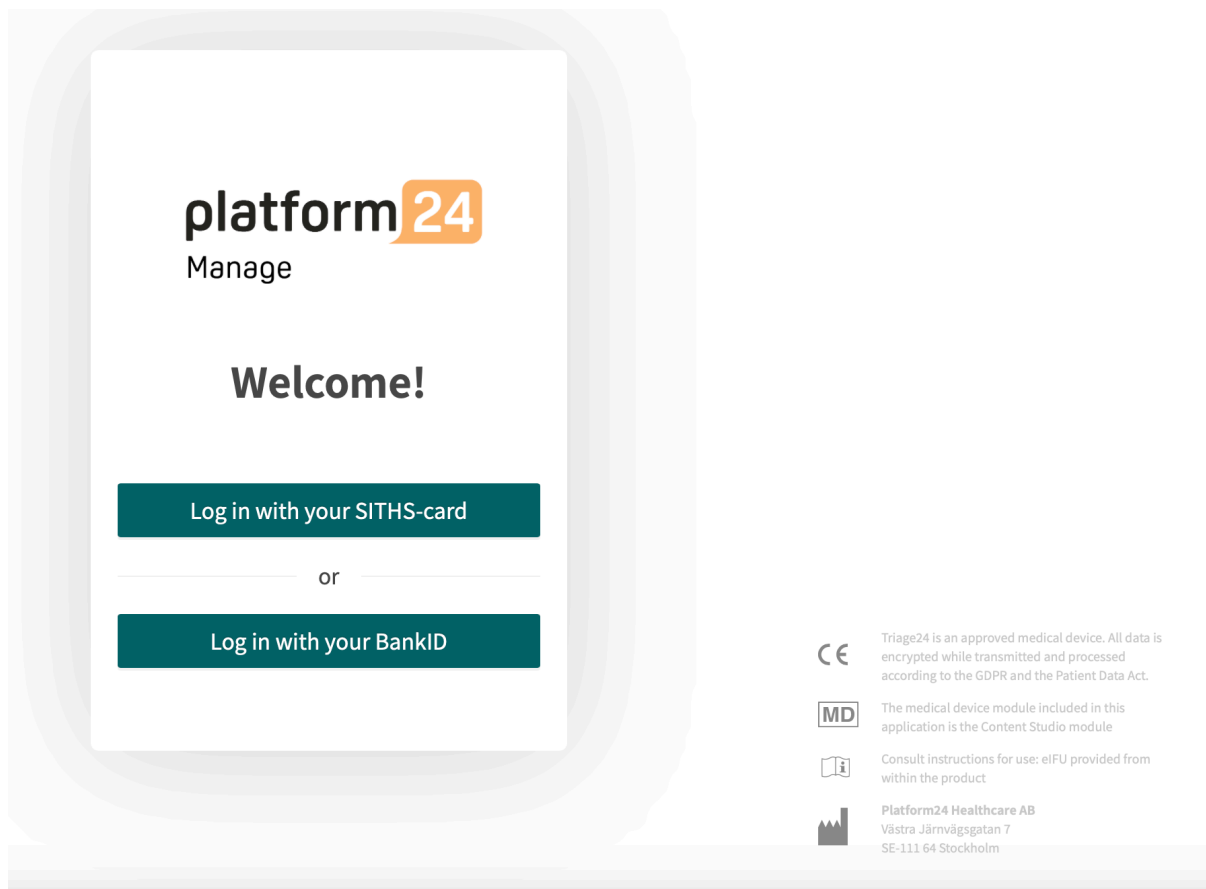 platform24
Manage
Welcome!
Log in with your SITHS-card
or
Log in with your BankID
CE
Triage24 is an approved medical device. All data is
encrypted while transmitted and processed
according to the GDPR and the Patient Data Act.
MD
The medical device module included in this
application is the Content Studio module
i
Consult instructions for use: eIFU provided from
within the product
Platform24 Healthcare AB
Västra Järnvägsgatan 7
SE-111 64 Stockholm